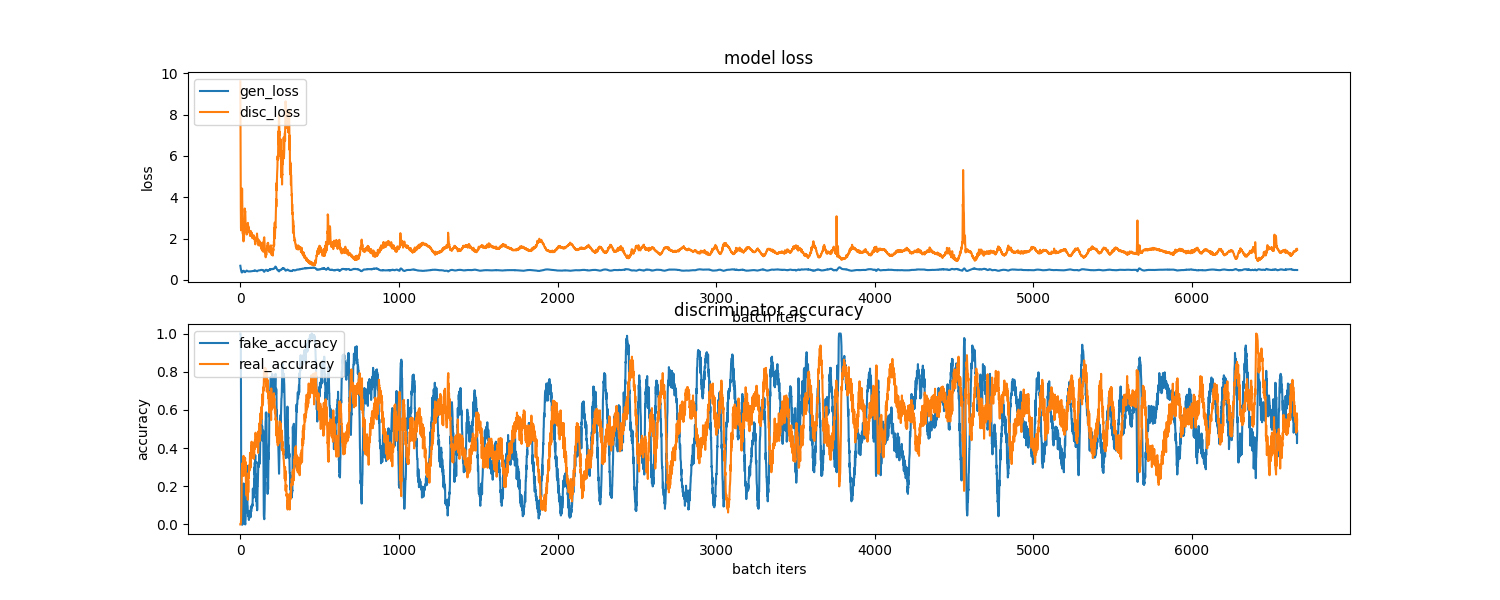 model loss
gen_loss
disc_loss
loss
10
8
6
4
2
0
0 1000 2000 3000 4000 5000 6000
batch iters
discriminator accuracy
fake_accuracy
real_accuracy
accuracy
1.0
0.8
0.6
0.4
0.2
0.0
0 1000 2000 3000 4000 5000 6000
batch iters